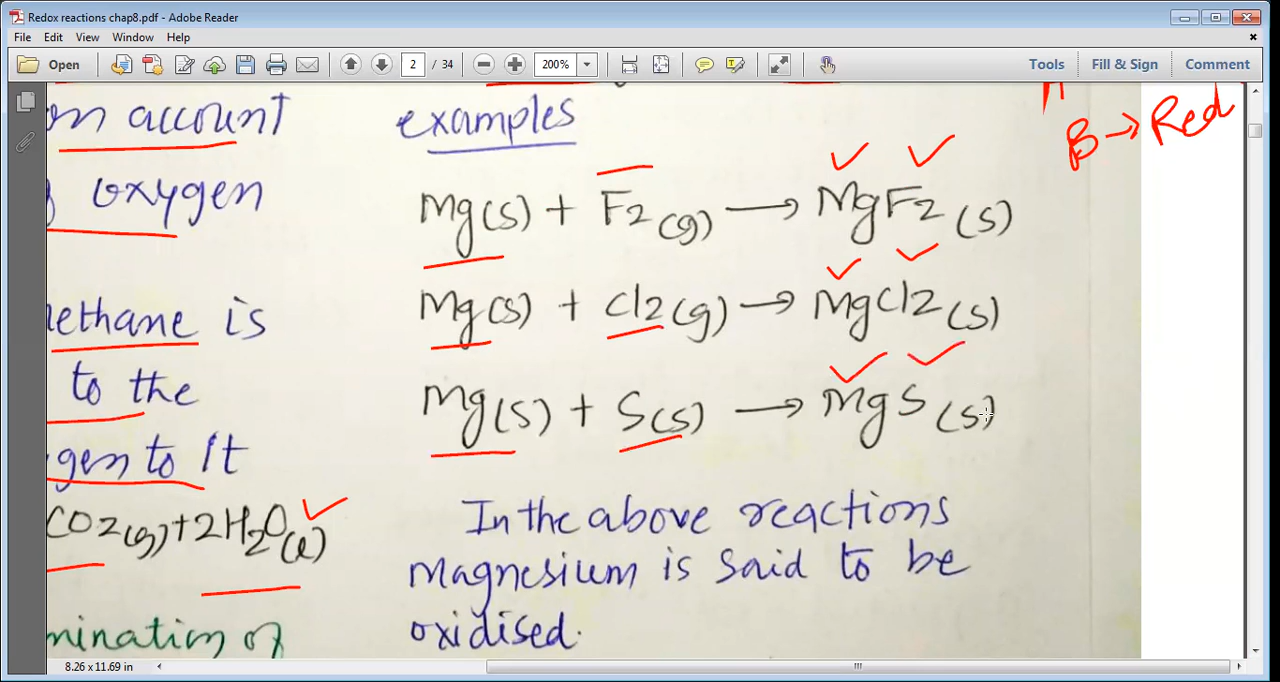 Redox reactions chap8.pdf - Adobe Reader
File Edit View Window Help
Open 2 / 34 200% Tools Fill & Sign Comment
on account
oxygen
methane is
to the
gen to It
CO2(g)+2H2O(l)
mination of
examples
Mg(s) + F2(g) → MgF2(s)
Mg(s) + Cl2(g) → MgCl2(s)
Mg(s) + S(s) → MgS(s)
In the above reactions
magnesium is said to be
oxidised.
B → Red
8.26 x 11.69 in